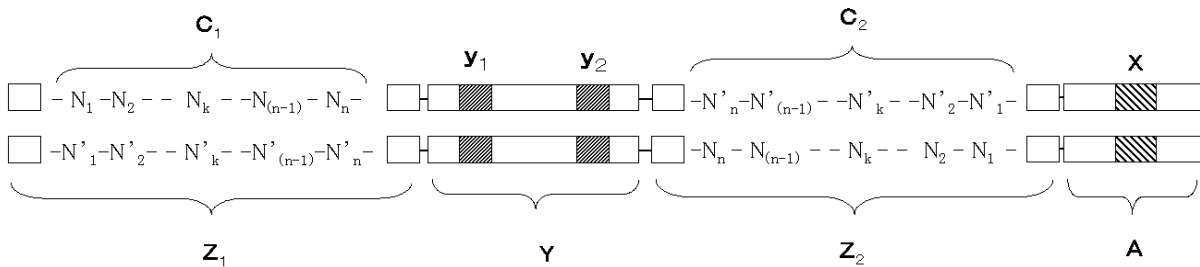 C₁ C₂
y₁ y₂ X
- N₁ -N₂ - - Nₖ - -N₍ₙ₋₁₎- Nₙ- -N'ₙ-N'₍ₙ₋₁₎- -N'ₖ- -N'₂-N'₁-
-N'₁-N'₂- -N'ₖ- -N'₍ₙ₋₁₎-N'ₙ- -Nₙ- N₍ₙ₋₁₎- - Nₖ - - N₂ - N₁ -
Z₁ Y Z₂ A